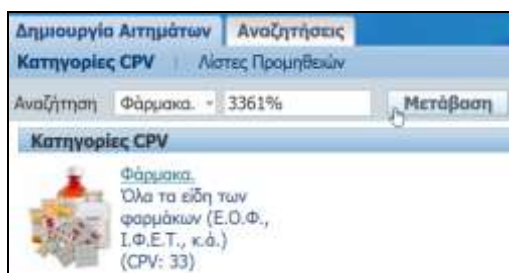 Δημιουργία Αιτημάτων Αναζητήσεις
Κατηγορίες CPV Λίστες Προμηθειών
Αναζήτηση Φάρμακα. 3361% Μετάβαση
Κατηγορίες CPV
Φάρμακα.
Όλα τα είδη των
φαρμάκων (Ε.Ο.Φ.,
Ι.Φ.Ε.Τ., κ.ά.)
(CPV: 33)